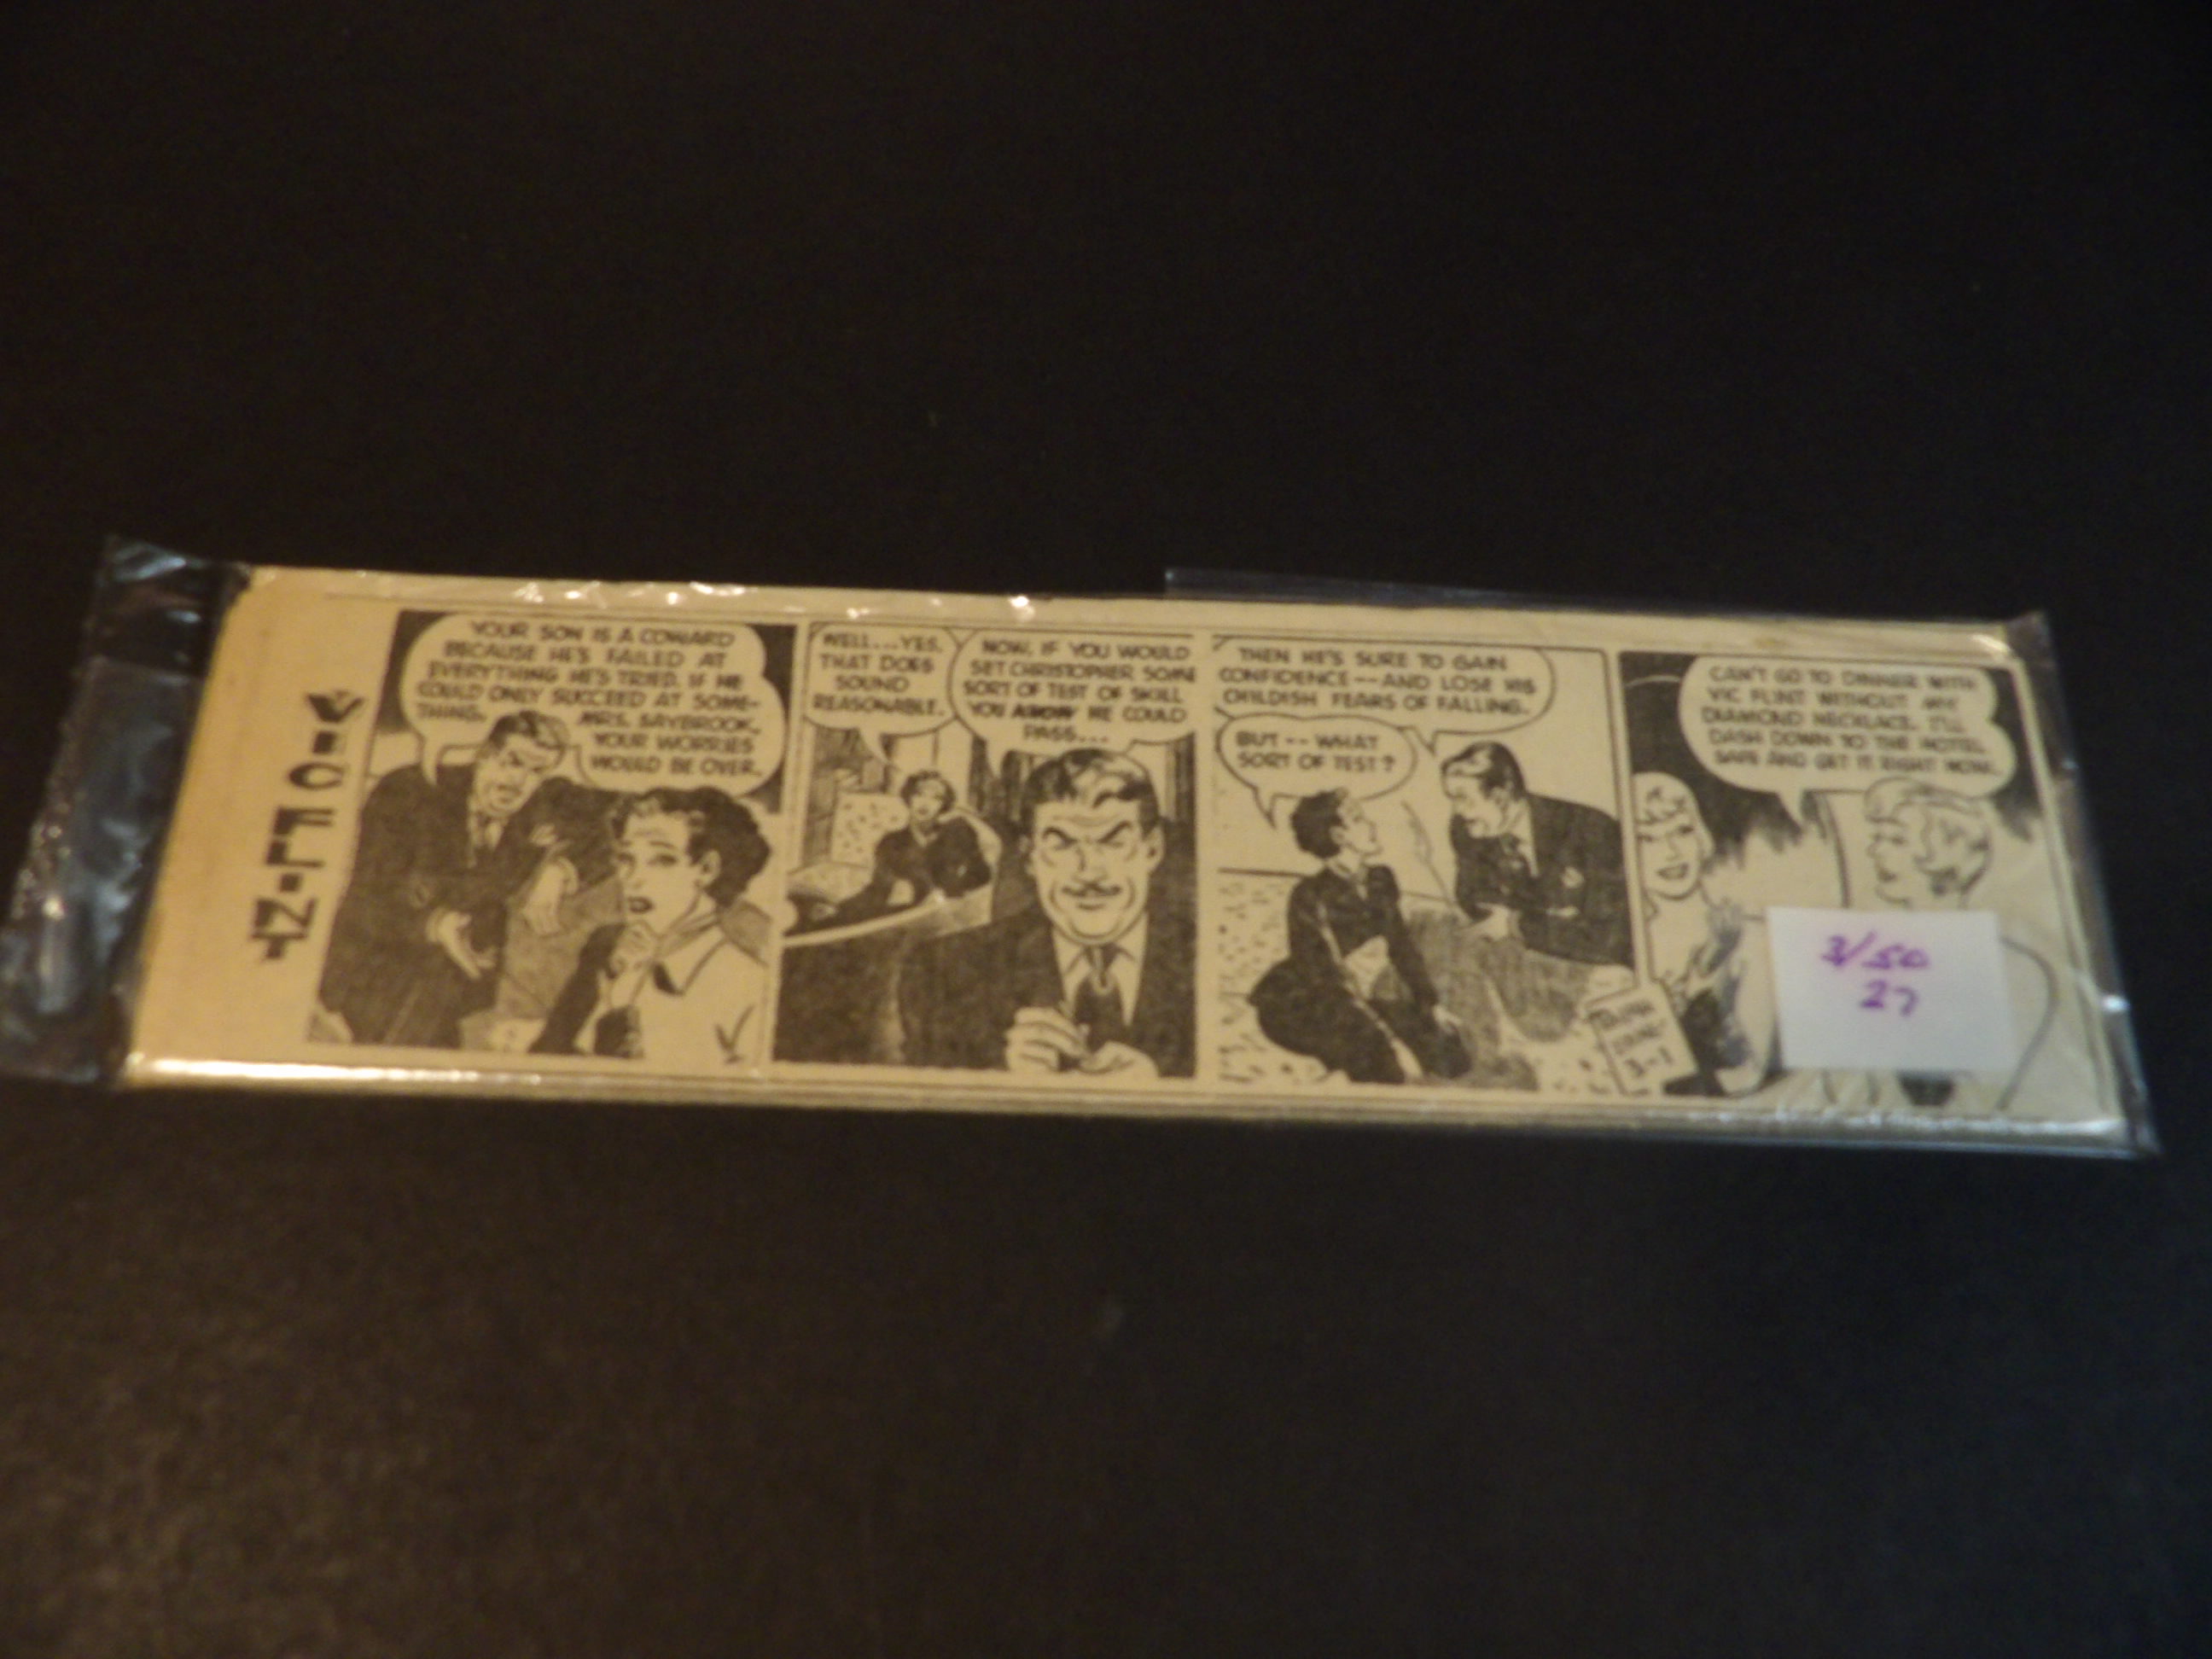 VIC FLINT
YOUR SON IS A COWARD
BECAUSE HE'S FAILED AT
EVERYTHING HE'S TRIED. IF HE
COULD ONLY SUCCEED AT SOME-
THING,
MRS. SAYBROOK,
YOUR WORRIES
WOULD BE OVER.
WELL...YES.
THAT DOES
SOUND
REASONABLE.
NOW, IF YOU WOULD
SET CHRISTOPHER SOME
SORT OF TEST OF SKILL
YOU KNOW HE COULD
PASS...
THEN HE'S SURE TO GAIN
CONFIDENCE--AND LOSE HIS
CHILDISH FEARS OF FALLING.
BUT -- WHAT
SORT OF TEST?
CAN'T GO TO DINNER WITH
VIC FLINT WITHOUT MY
DIAMOND NECKLACE. I'LL
DASH DOWN TO THE HOTEL
SAFE AND GET IT RIGHT NOW.
3-1
3/50
27